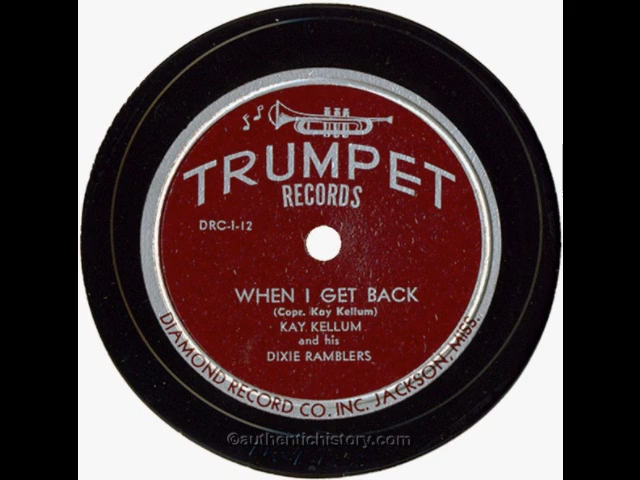 TRUMPET
RECORDS
DRC-1-12
WHEN I GET BACK
(Copr. Kay Kellum)
KAY KELLUM
and his
DIXIE RAMBLERS
DIAMOND RECORD CO. INC. JACKSON, MISS.
©authentichistory.com